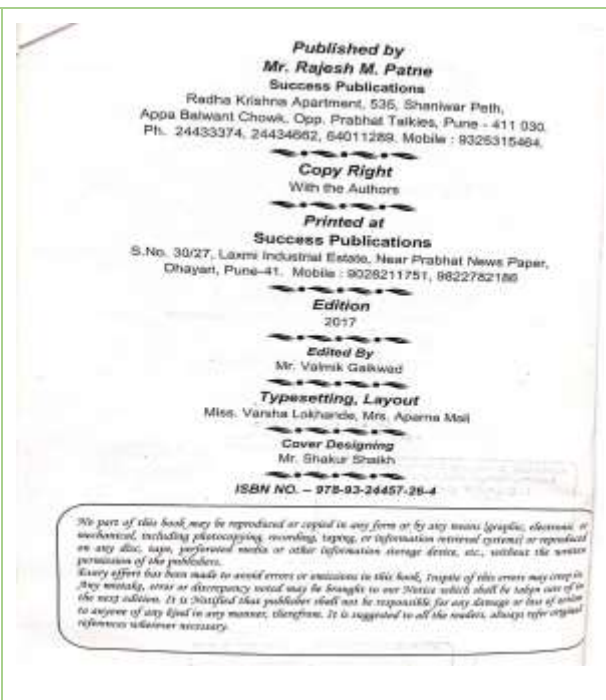 Published by
Mr. Rajesh M. Patne
Success Publications
Radha Krishna Apartment, 535, Shaniwar Peth,
Appa Balwant Chowk, Opp. Prabhat Talkies, Pune - 411 030.
Ph. 24433374, 24434662, 64011289. Mobile : 9325315464.
Copy Right
With the Authors
Printed at
Success Publications
S.No. 30/27, Laxmi Industrial Estate, Near Prabhat News Paper,
Dhayari, Pune-41. Mobile : 9028211751, 9822782186
Edition
2017
Edited By
Mr. Valmik Gaikwad
Typesetting, Layout
Miss. Varsha Lokhande, Mrs. Aparna Mali
Cover Designing
Mr. Shakur Shaikh
ISBN NO. – 978-93-24457-26-4
No part of this book may be reproduced or copied in any form or by any means (graphic, electronic or
mechanical, including photocopying, recording, taping, or information retrieval systems) or reproduced
on any disc, tape, perforated media or other information storage device, etc., without the written
permission of the publishers.
Every effort has been made to avoid errors or omissions in this book, Inspite of this errors may creep in.
Any mistake, error or discrepancy noted may be brought to our Notice which shall be taken care of in
the next edition. It is Notified that publisher shall not be responsible for any damage or loss of action
to anyone of any kind in any manner, therefrom. It is suggested to all the readers, always refer original
references wherever necessary.